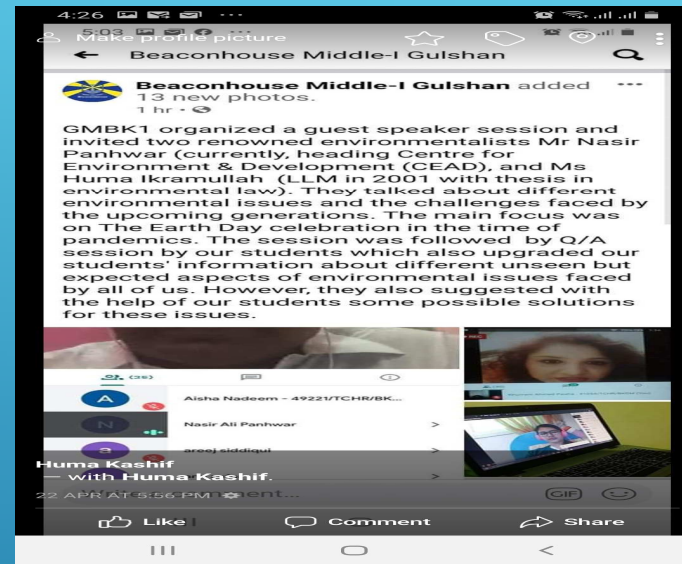 4:26
5:03
Make profile picture
Beaconhouse Middle-I Gulshan
Beaconhouse Middle-I Gulshan added
13 new photos.
1 hr
GMBK1 organized a guest speaker session and
invited two renowned environmentalists Mr Nasir
Panhwar (currently, heading Centre for
Environment & Development (CEAD), and Ms
Huma Ikramullah (LLM in 2001 with thesis in
environmental law). They talked about different
environmental issues and the challenges faced by
the upcoming generations. The main focus was
on The Earth Day celebration in the time of
pandemics. The session was followed by Q/A
session by our students which also upgraded our
students' information about different unseen but
expected aspects of environmental issues faced
by all of us. However, they also suggested with
the help of our students some possible solutions
for these issues.
(35)
A
Aisha Nadeem - 49221/TCHR/BK...
N
Nasir Ali Panhwar
a
areej siddiqui
Huma Kashif
— with Huma Kashif.
22 APR AT 5:56 PM
GIF
Like
Comment
Share